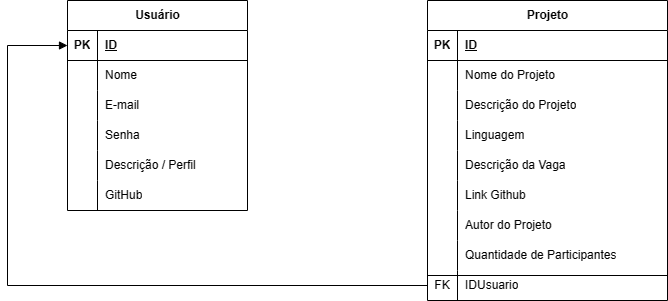 Usuário
PK ID
Nome
E-mail
Senha
Descrição / Perfil
GitHub
Projeto
PK ID
Nome do Projeto
Descrição do Projeto
Linguagem
Descrição da Vaga
Link Github
Autor do Projeto
Quantidade de Participantes
FK IDUsuario